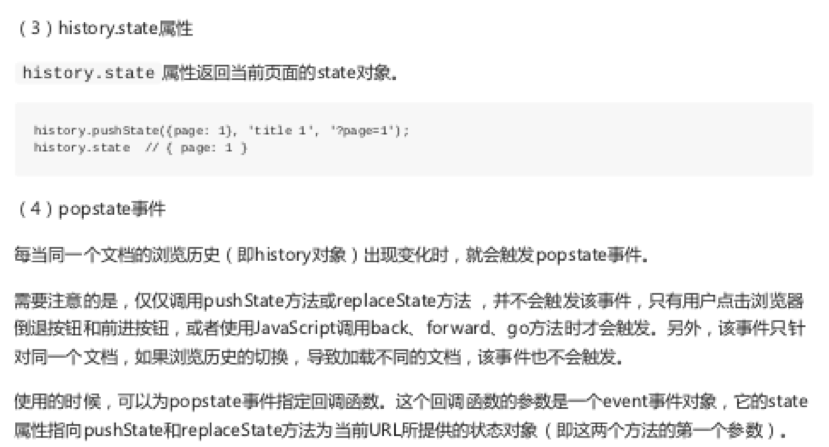 （3）history.state属性
history.state 属性返回当前页面的state对象。
history.pushState({page: 1}, 'title 1', '?page=1');
history.state  // { page: 1 }
（4）popstate事件
每当同一个文档的浏览历史（即history对象）出现变化时，就会触发popstate事件。
需要注意的是，仅仅调用pushState方法或replaceState方法 ，并不会触发该事件，只有用户点击浏览器
倒退按钮和前进按钮，或者使用JavaScript调用back、forward、go方法时才会触发。另外，该事件只针
对同一个文档，如果浏览历史的切换，导致加载不同的文档，该事件也不会触发。
使用的时候，可以为popstate事件指定回调函数。这个回调函数的参数是一个event事件对象，它的state
属性指向pushState和replaceState方法为当前URL所提供的状态对象（即这两个方法的第一个参数）。